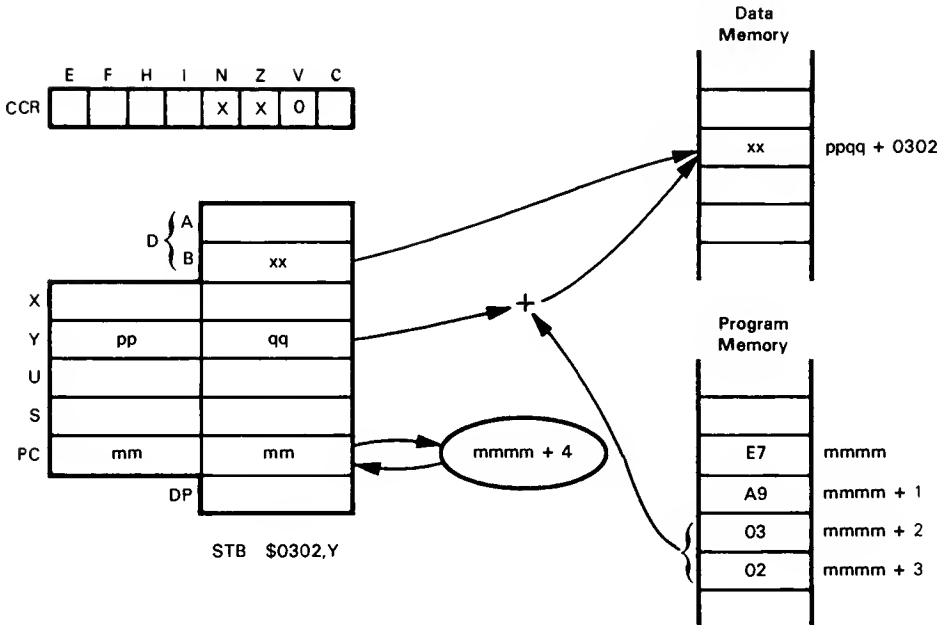 Data
Memory
E F H I N Z V C
CCR X X 0
xx ppqq + 0302
D { A
B xx
X
Y pp qq
U
S
PC mm mm
DP
mmmm + 4
+
STB $0302,Y
Program
Memory
E7 mmmm
A9 mmmm + 1
03 mmmm + 2
02 mmmm + 3